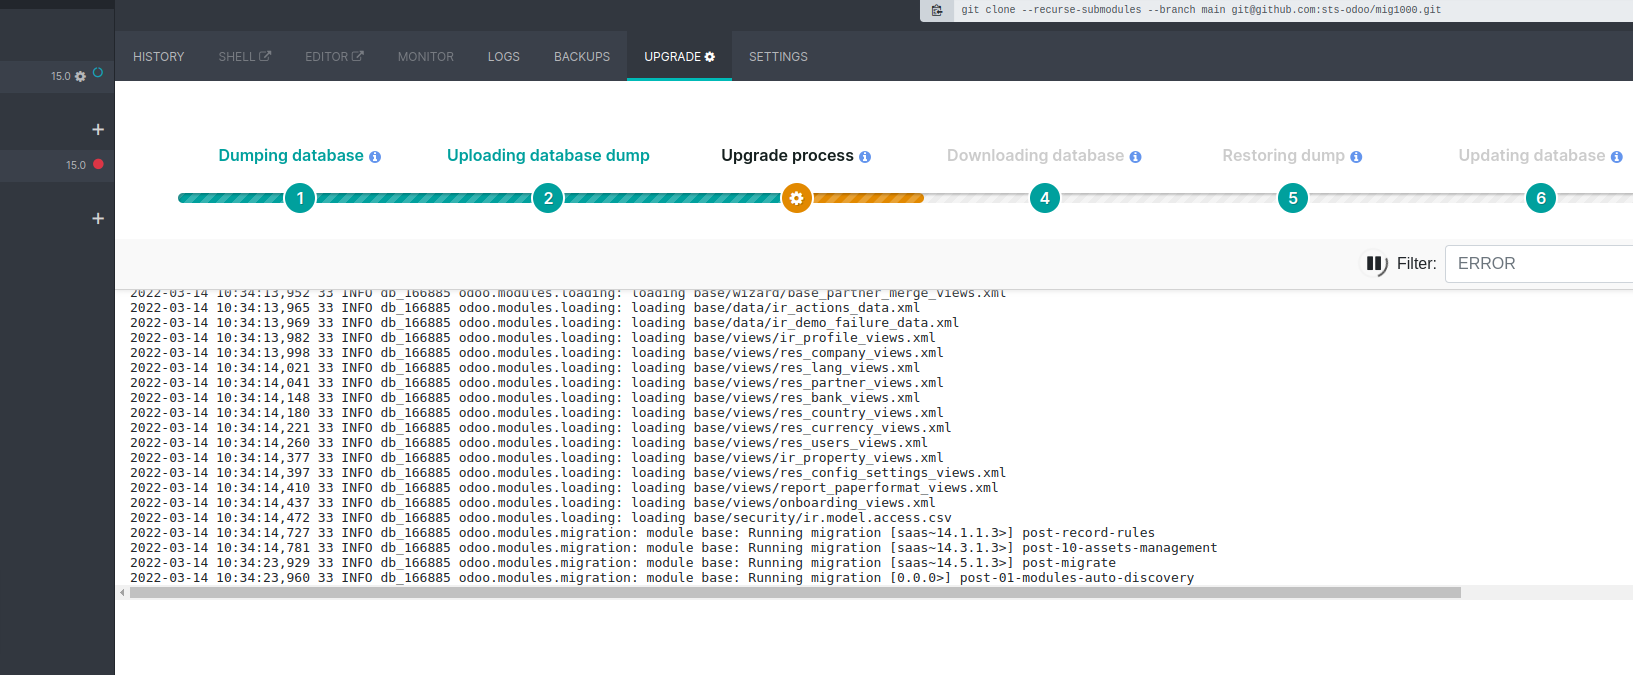 git clone --recurse-submodules --branch main git@github.com:sts-odoo/mig1000.git
HISTORY SHELL EDITOR MONITOR LOGS BACKUPS UPGRADE SETTINGS
15.0
15.0
Dumping database Uploading database dump Upgrade process Downloading database Restoring dump Updating database
1 2 4 5 6
Filter: ERROR
2022-03-14 10:34:13,952 33 INFO db_166885 odoo.modules.loading: loading base/wizard/base_partner_merge_views.xml
2022-03-14 10:34:13,965 33 INFO db_166885 odoo.modules.loading: loading base/data/ir_actions_data.xml
2022-03-14 10:34:13,969 33 INFO db_166885 odoo.modules.loading: loading base/data/ir_demo_failure_data.xml
2022-03-14 10:34:13,982 33 INFO db_166885 odoo.modules.loading: loading base/views/ir_profile_views.xml
2022-03-14 10:34:13,998 33 INFO db_166885 odoo.modules.loading: loading base/views/res_company_views.xml
2022-03-14 10:34:14,021 33 INFO db_166885 odoo.modules.loading: loading base/views/res_lang_views.xml
2022-03-14 10:34:14,041 33 INFO db_166885 odoo.modules.loading: loading base/views/res_partner_views.xml
2022-03-14 10:34:14,148 33 INFO db_166885 odoo.modules.loading: loading base/views/res_bank_views.xml
2022-03-14 10:34:14,180 33 INFO db_166885 odoo.modules.loading: loading base/views/res_country_views.xml
2022-03-14 10:34:14,221 33 INFO db_166885 odoo.modules.loading: loading base/views/res_currency_views.xml
2022-03-14 10:34:14,260 33 INFO db_166885 odoo.modules.loading: loading base/views/res_users_views.xml
2022-03-14 10:34:14,377 33 INFO db_166885 odoo.modules.loading: loading base/views/ir_property_views.xml
2022-03-14 10:34:14,397 33 INFO db_166885 odoo.modules.loading: loading base/views/res_config_settings_views.xml
2022-03-14 10:34:14,410 33 INFO db_166885 odoo.modules.loading: loading base/views/report_paperformat_views.xml
2022-03-14 10:34:14,437 33 INFO db_166885 odoo.modules.loading: loading base/views/onboarding_views.xml
2022-03-14 10:34:14,472 33 INFO db_166885 odoo.modules.loading: loading base/security/ir.model.access.csv
2022-03-14 10:34:14,727 33 INFO db_166885 odoo.modules.migration: module base: Running migration [saas~14.1.1.3>] post-record-rules
2022-03-14 10:34:14,781 33 INFO db_166885 odoo.modules.migration: module base: Running migration [saas~14.3.1.3>] post-10-assets-management
2022-03-14 10:34:23,929 33 INFO db_166885 odoo.modules.migration: module base: Running migration [saas~14.5.1.3>] post-migrate
2022-03-14 10:34:23,960 33 INFO db_166885 odoo.modules.migration: module base: Running migration [0.0.0>] post-01-modules-auto-discovery